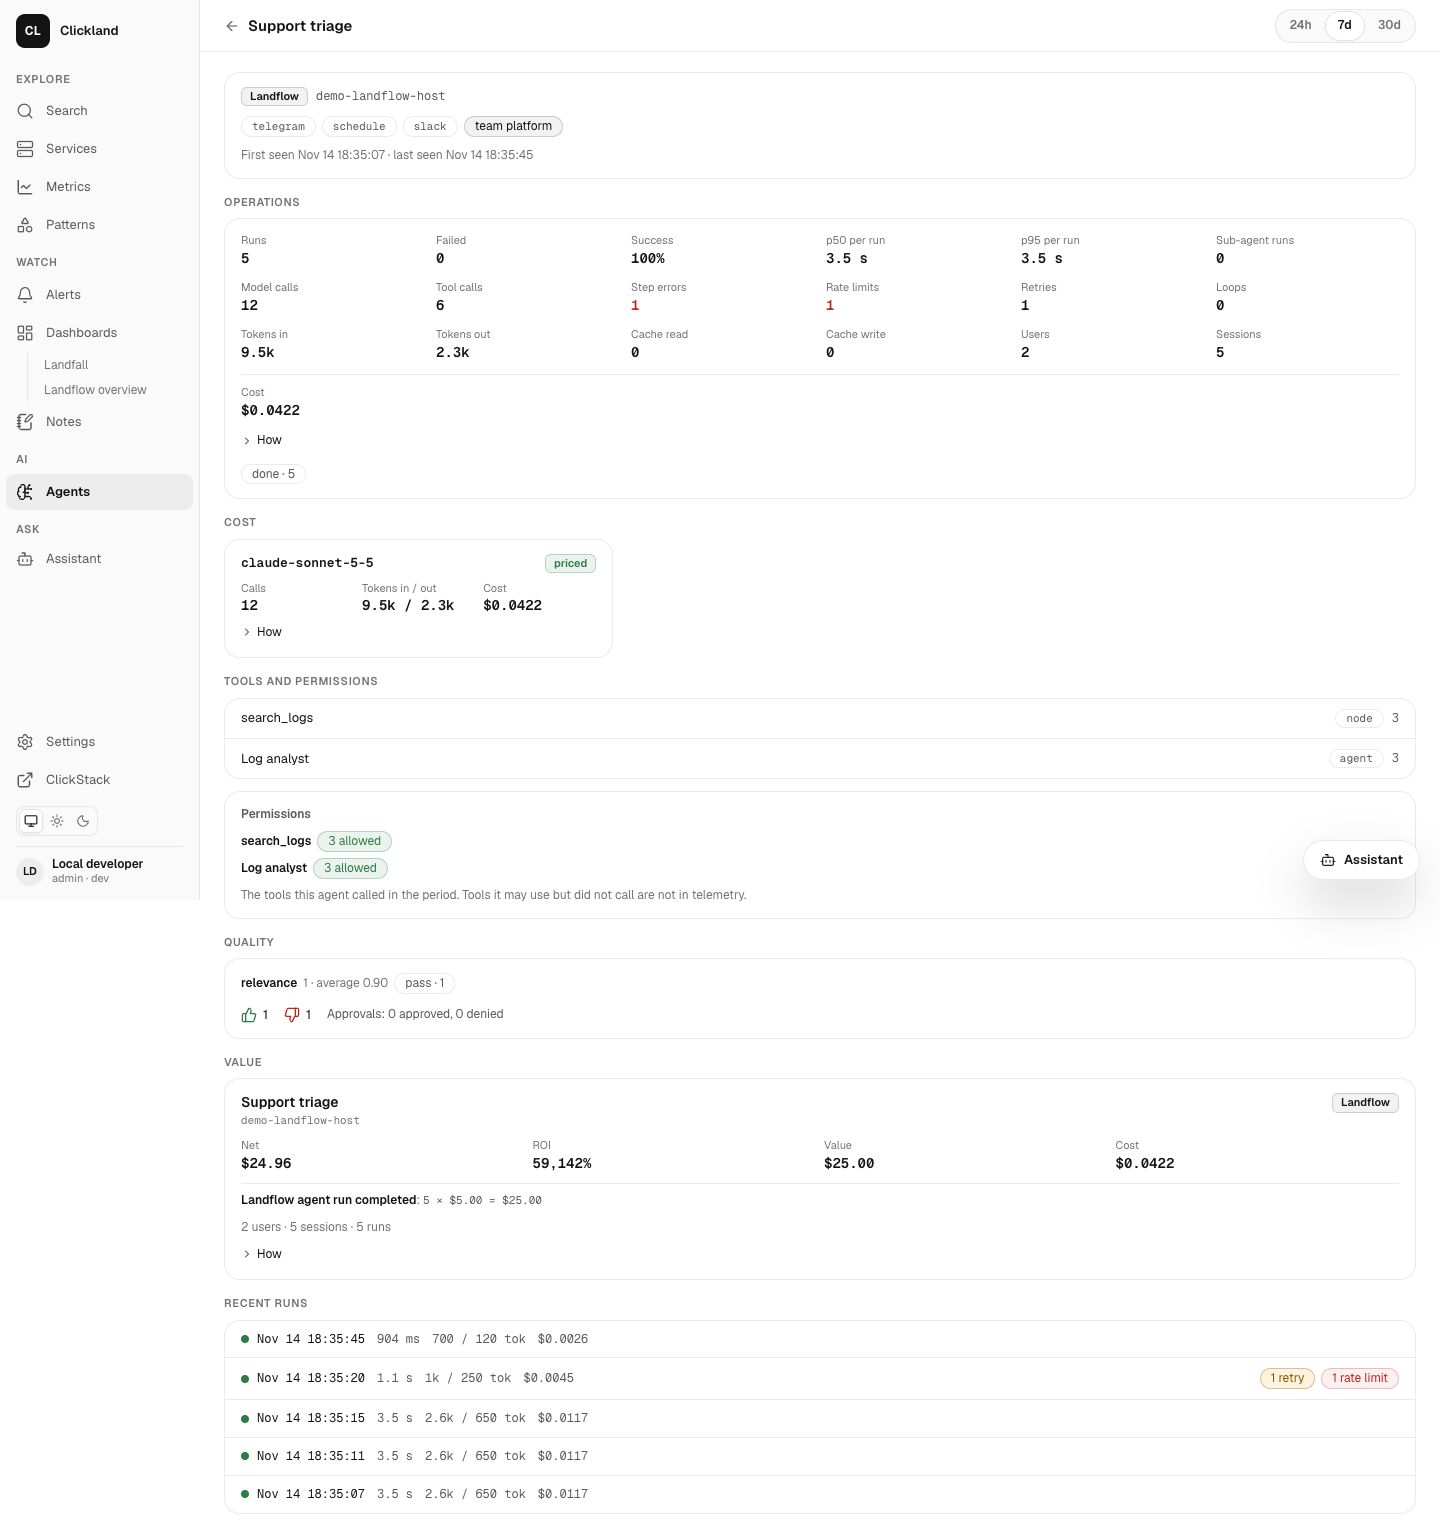 CL Clickland
EXPLORE
Search
Services
Metrics
Patterns
WATCH
Alerts
Dashboards
Landfall
Landflow overview
Notes
AI
Agents
ASK
Assistant
Settings
ClickStack
LD Local developer
admin · dev
Support triage
24h 7d 30d
Landflow demo-landflow-host
telegram schedule slack team platform
First seen Nov 14 18:35:07 · last seen Nov 14 18:35:45
OPERATIONS
Runs Failed Success p50 per run p95 per run Sub-agent runs
5 0 100% 3.5 s 3.5 s 0
Model calls Tool calls Step errors Rate limits Retries Loops
12 6 1 1 1 0
Tokens in Tokens out Cache read Cache write Users Sessions
9.5k 2.3k 0 0 2 5
Cost
$0.0422
How
done · 5
COST
claude-sonnet-5-5 priced
Calls Tokens in / out Cost
12 9.5k / 2.3k $0.0422
How
TOOLS AND PERMISSIONS
search_logs node 3
Log analyst agent 3
Permissions
search_logs 3 allowed
Log analyst 3 allowed
The tools this agent called in the period. Tools it may use but did not call are not in telemetry.
Assistant
QUALITY
relevance 1 · average 0.90 pass · 1
1 1 Approvals: 0 approved, 0 denied
VALUE
Support triage Landflow
demo-landflow-host
Net ROI Value Cost
$24.96 59,142% $25.00 $0.0422
Landflow agent run completed: 5 × $5.00 = $25.00
2 users · 5 sessions · 5 runs
How
RECENT RUNS
Nov 14 18:35:45 904 ms 700 / 120 tok $0.0026
Nov 14 18:35:20 1.1 s 1k / 250 tok $0.0045 1 retry 1 rate limit
Nov 14 18:35:15 3.5 s 2.6k / 650 tok $0.0117
Nov 14 18:35:11 3.5 s 2.6k / 650 tok $0.0117
Nov 14 18:35:07 3.5 s 2.6k / 650 tok $0.0117